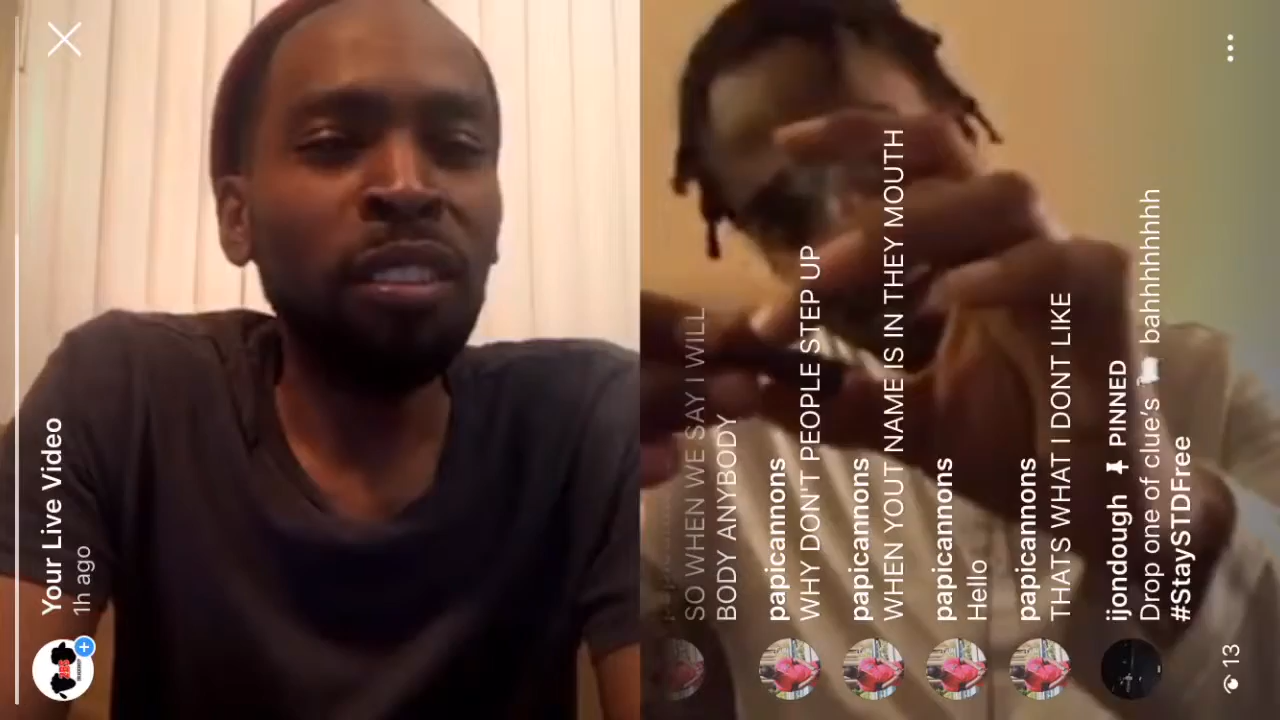 Your Live Video
1h ago
SO WHEN WE SAY I WILL
BODY ANYBODY
papicannons
WHY DON'T PEOPLE STEP UP
papicannons
WHEN YOUT NAME IS IN THEY MOUTH
papicannons
Hello
papicannons
THATS WHAT I DONT LIKE
ijondough PINNED
Drop one of clue's bahhhhhhh
#StaySTDFree
13